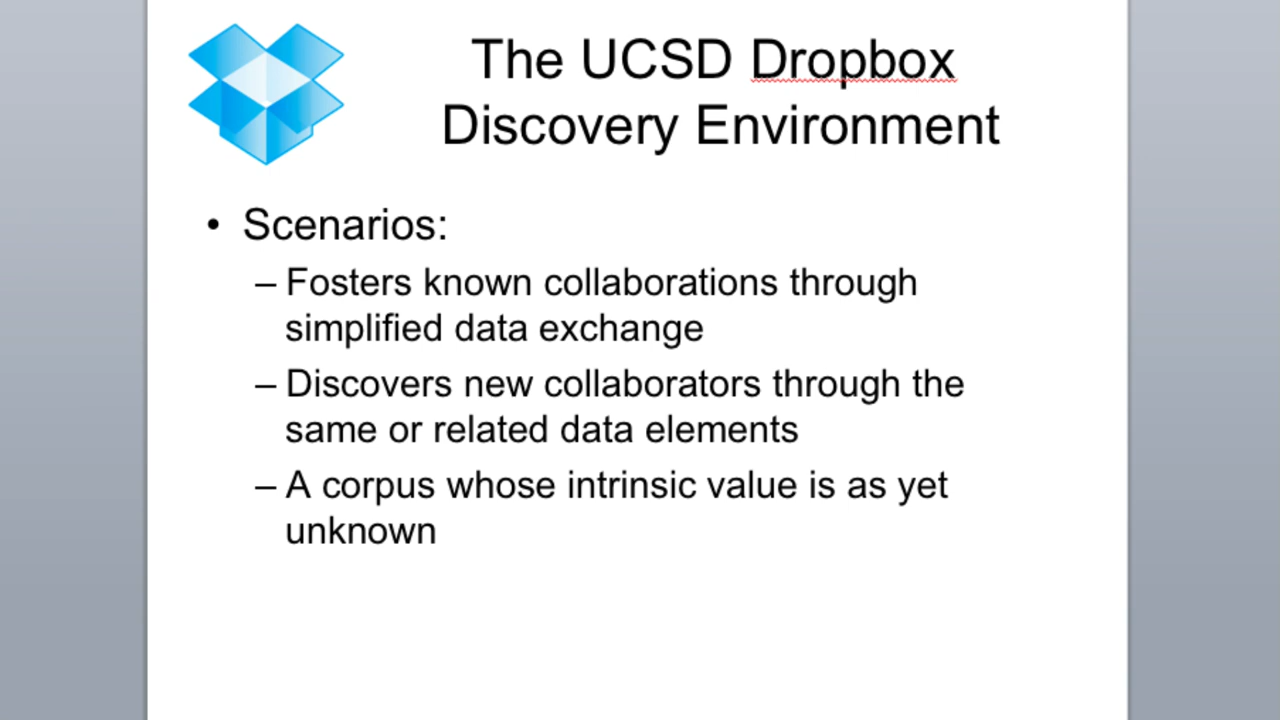 The UCSD Dropbox
Discovery Environment
• Scenarios:
– Fosters known collaborations through
simplified data exchange
– Discovers new collaborators through the
same or related data elements
– A corpus whose intrinsic value is as yet
unknown